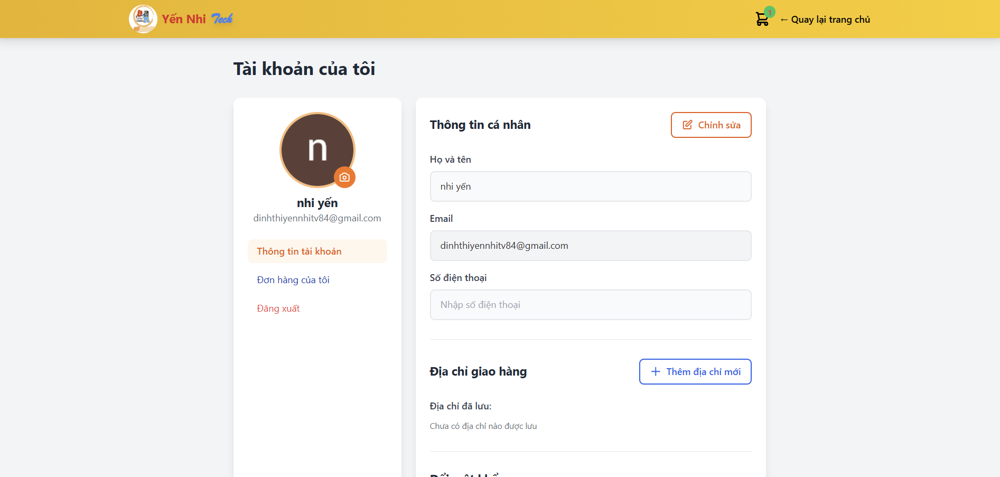 Yến Nhi Tech
1
← Quay lại trang chủ
Tài khoản của tôi
n
nhi yến
dinhthiyennhitv84@gmail.com
Thông tin tài khoản
Đơn hàng của tôi
Đăng xuất
Thông tin cá nhân
Chỉnh sửa
Họ và tên
nhi yến
Email
dinhthiyennhitv84@gmail.com
Số điện thoại
Nhập số điện thoại
Địa chỉ giao hàng
Thêm địa chỉ mới
Địa chỉ đã lưu:
Chưa có địa chỉ nào được lưu